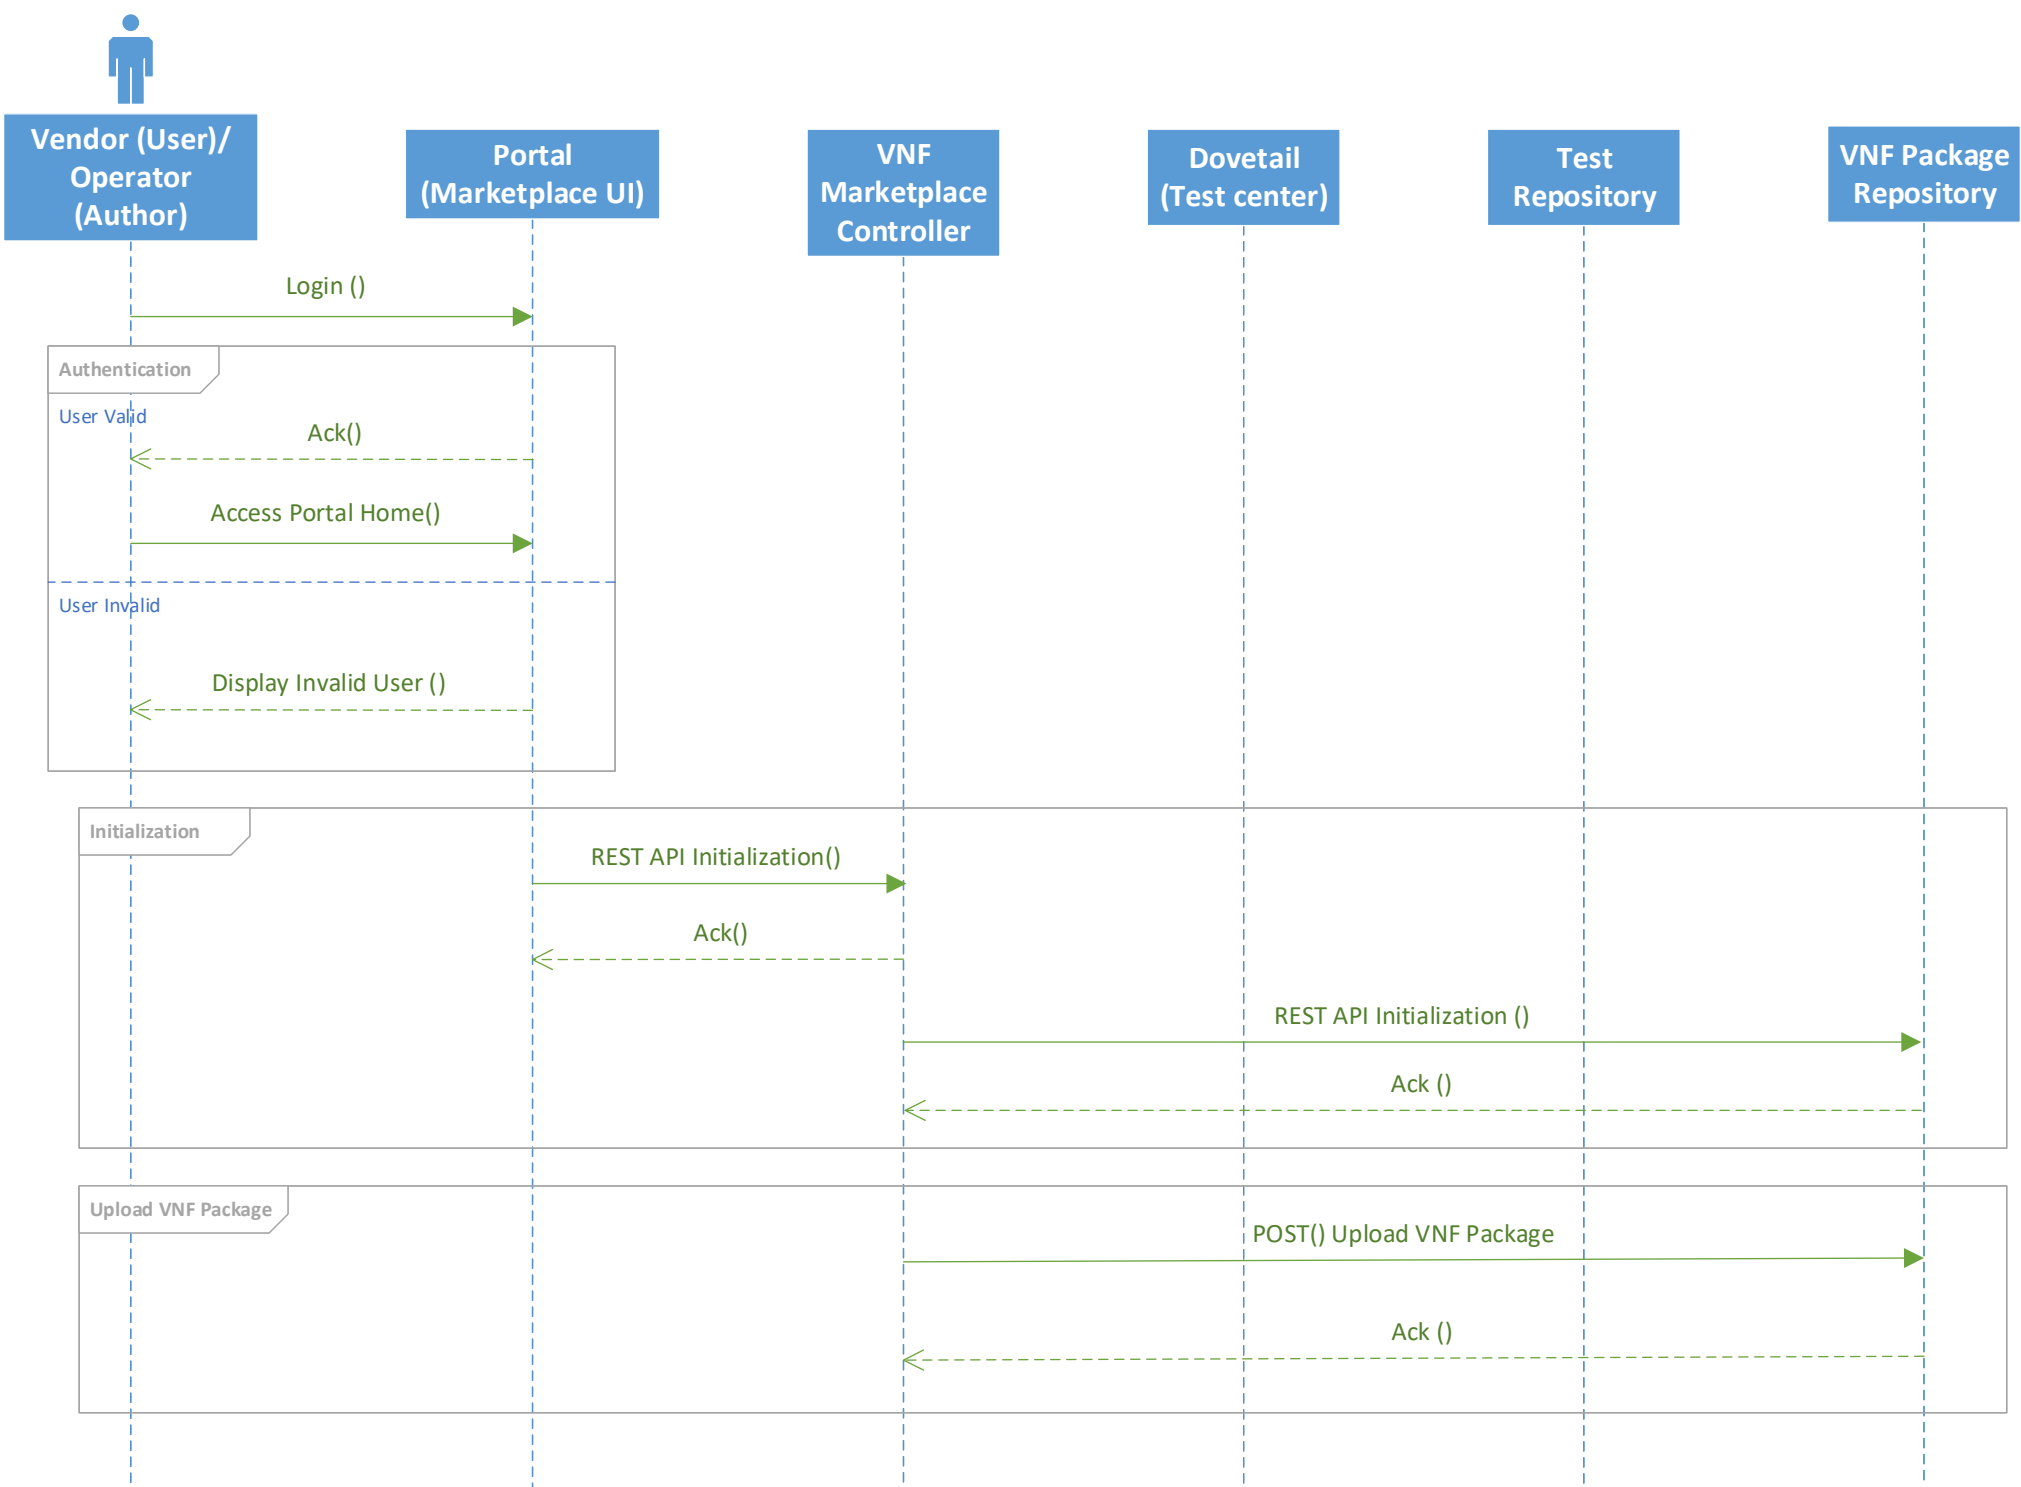 Vendor (User)/
Operator
(Author)
Portal
(Marketplace UI)
VNF
Marketplace
Controller
Dovetail
(Test center)
Test
Repository
VNF Package
Repository
Login ()
Authentication
User Valid
Ack()
Access Portal Home()
User Invalid
Display Invalid User ()
Initialization
REST API Initialization()
Ack()
REST API Initialization ()
Ack ()
Upload VNF Package
POST() Upload VNF Package
Ack ()